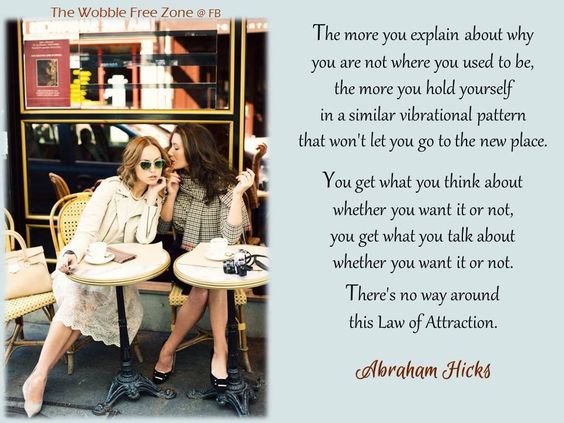 The Wobble Free Zone @ FB
The more you explain about why
you are not where you used to be,
the more you hold yourself
in a similar vibrational pattern
that won't let you go to the new place.
You get what you think about
whether you want it or not,
you get what you talk about
whether you want it or not.
There's no way around
this Law of Attraction.
Abraham Hicks